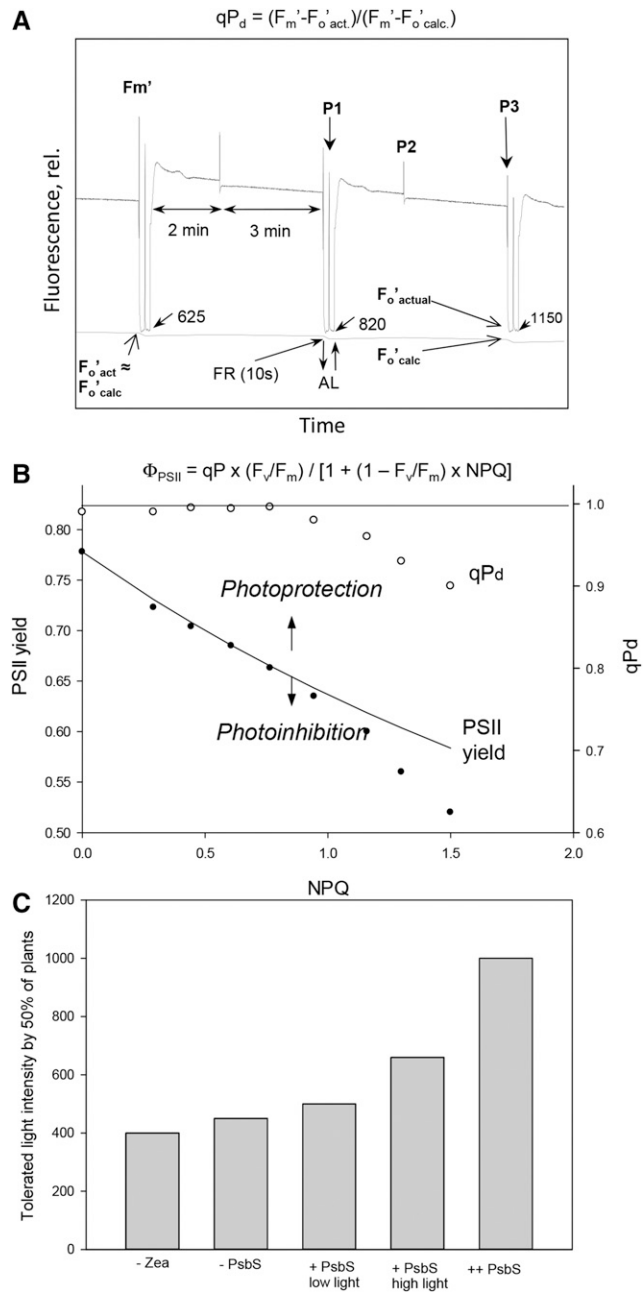 A
qPd = (Fm'-Fo'act.)/(Fm'-Fo'calc.)
Fluorescence, rel.
Fm'
P1
P2
P3
2 min
3 min
625
820
1150
Fo'actual
Fo'act ≈
Fo'calc
FR (10s)
AL
Fo'calc
Time
B
ΦPSII = qP x (Fv/Fm) / [1 + (1 – Fv/Fm) x NPQ]
PSII yield
0.80
0.75
0.70
0.65
0.60
0.55
0.50
Photoprotection
Photoinhibition
qPd
PSII
yield
1.0
0.9
0.8
0.7
0.6
qPd
0.0 0.5 1.0 1.5 2.0
NPQ
C
Tolerated light intensity by 50% of plants
1200
1000
800
600
400
200
0
- Zea
- PsbS
+ PsbS
low light
+ PsbS
high light
++ PsbS